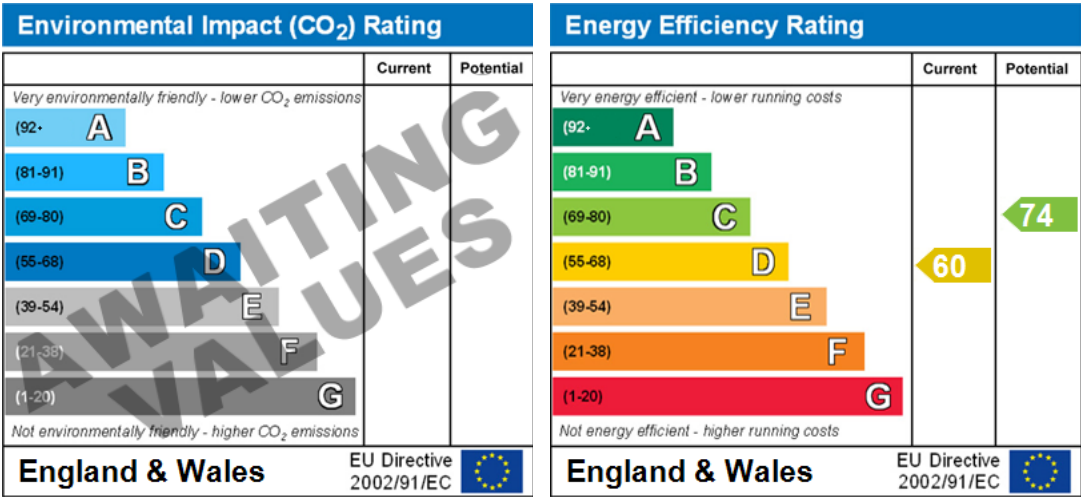 Environmental Impact (CO2) Rating
Current Potential
Very environmentally friendly - lower CO2 emissions
(92+ A
(81-91) B
(69-80) C
(55-68) D
(39-54) E
(21-38) F
(1-20) G
Not environmentally friendly - higher CO2 emissions
AWAITING
VALUES
England & Wales
EU Directive
2002/91/EC
Energy Efficiency Rating
Current Potential
Very energy efficient - lower running costs
(92+ A
(81-91) B
(69-80) C
74
(55-68) D
60
(39-54) E
(21-38) F
(1-20) G
Not energy efficient - higher running costs
England & Wales
EU Directive
2002/91/EC